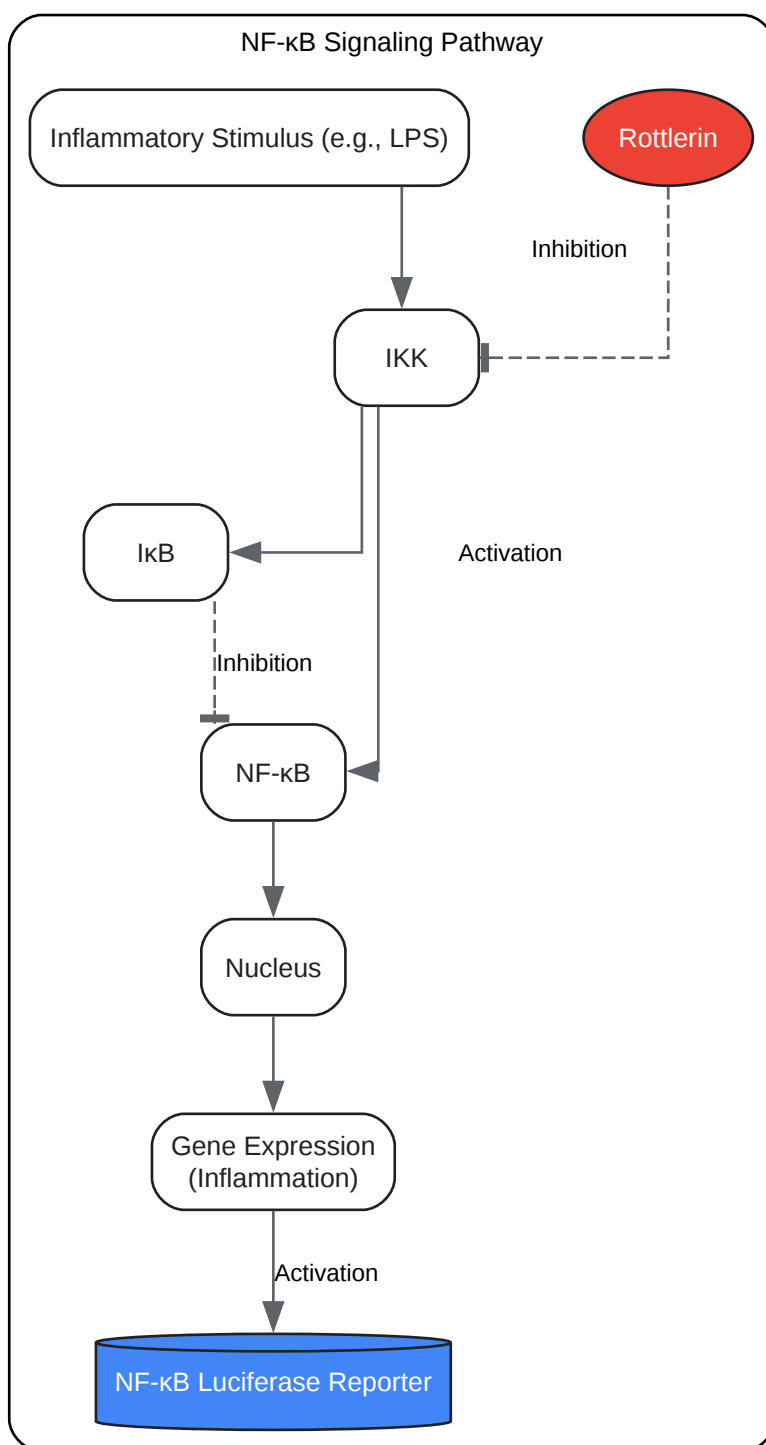 NF-κB Signaling Pathway
Inflammatory Stimulus (e.g., LPS)
Rottlerin
Inhibition
IKK
IκB
Activation
Inhibition
NF-κB
Nucleus
Gene Expression
(Inflammation)
Activation
NF-κB Luciferase Reporter